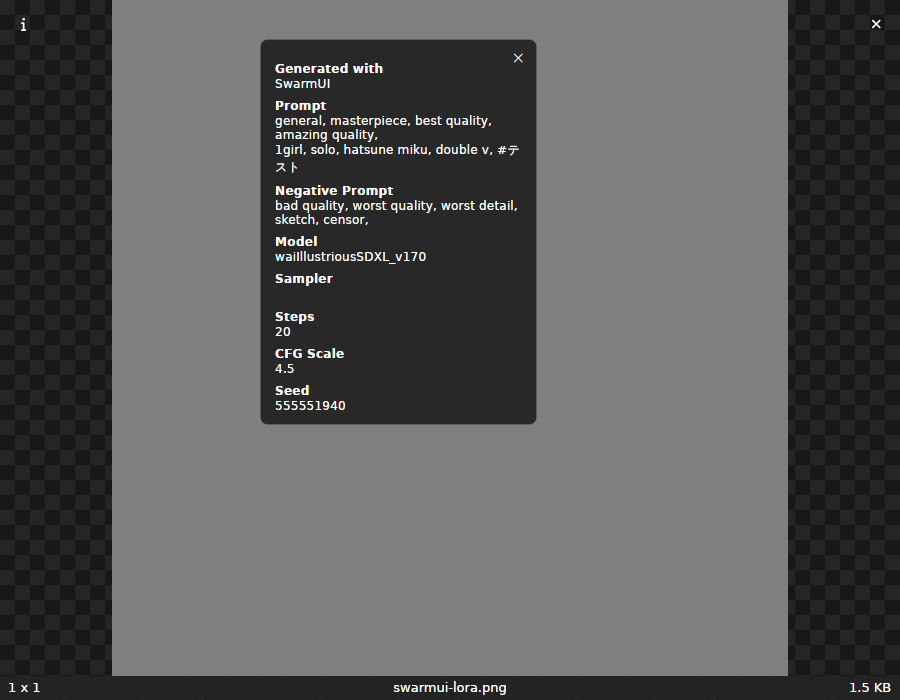 Generated with
SwarmUI
Prompt
general, masterpiece, best quality,
amazing quality,
1girl, solo, hatsune miku, double v, #テ
スト
Negative Prompt
bad quality, worst quality, worst detail,
sketch, censor,
Model
waiIllustriousSDXL_v170
Sampler
Steps
20
CFG Scale
4.5
Seed
555551940
1 x 1
swarmui-lora.png
1.5 KB